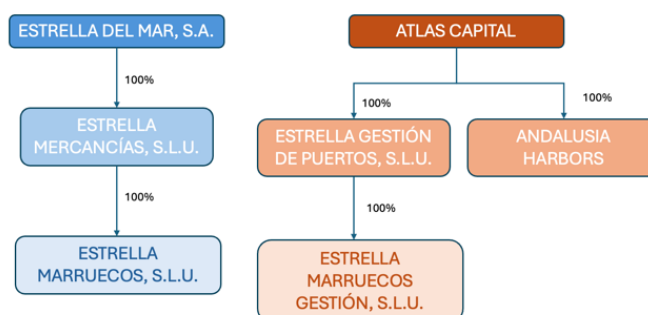 ESTRELLA DEL MAR, S.A.
ATLAS CAPITAL
100%
100%
100%
ESTRELLA
MERCANCÍAS, S.L.U.
ESTRELLA GESTIÓN
DE PUERTOS, S.L.U.
ANDALUSIA
HARBORS
100%
100%
ESTRELLA
MARRUECOS, S.L.U.
ESTRELLA
MARRUECOS
GESTIÓN, S.L.U.